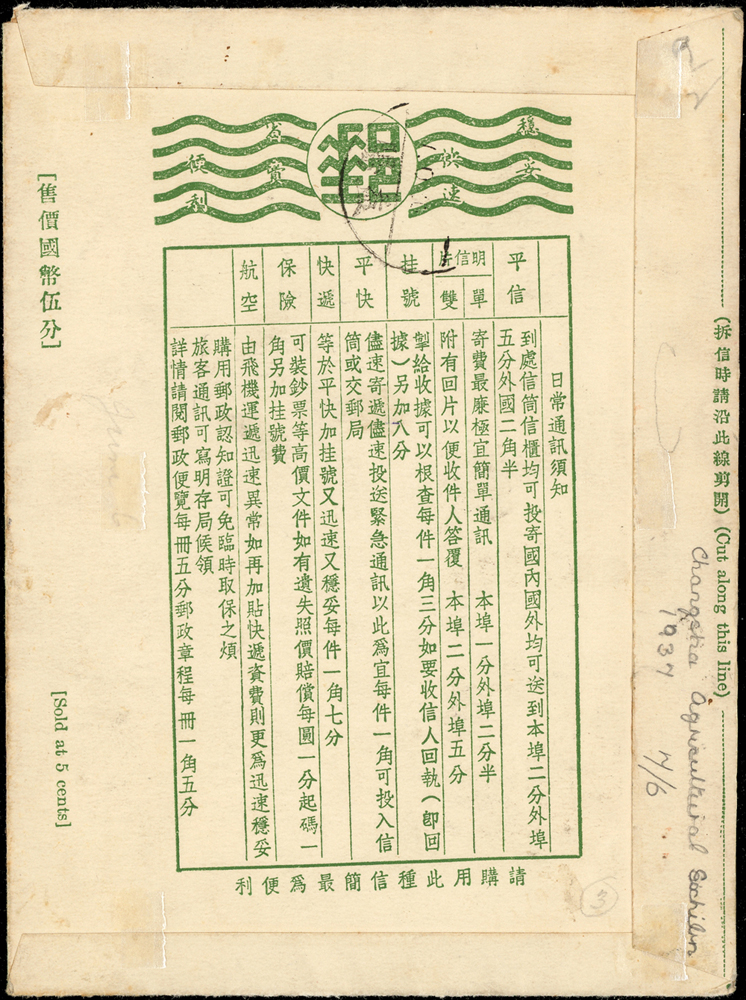 穩妥
快速
郵
省費
便利
日常通訊須知
平信
到處信筒信櫃均可投寄國內國外均可送到本埠二分外埠
五分外國二角半
明信片
單
寄費最廉極宜簡單通訊 本埠一分外埠二分半
雙
附有回片以便收件人答覆 本埠二分外埠五分
挂號
掣給收據可以根查每件一角三分如要收信人回執(卽回
據)另加八分
平快
儘速寄遞儘速投送緊急通訊以此爲宜每件一角可投入信
筒或交郵局
快遞
等於平快加挂號又迅速又穩妥每件一角七分
保險
可裝鈔票等高價文件如有遺失照價賠償每圓一分起碼一
角另加挂號費
航空
由飛機運遞迅速異常如再加貼快遞資費則更爲迅速穩妥
購用郵政認知證可免臨時取保之煩
旅客通訊可寫明存局候領
詳情請閱郵政便覽每冊五分郵政章程每冊一角五分
請購用此種信簡最爲便利
[售價國幣伍分]
[Sold at 5 cents]
(拆信時請沿此線剪開) (Cut along this line)
Agricultural
1937 7/6
3